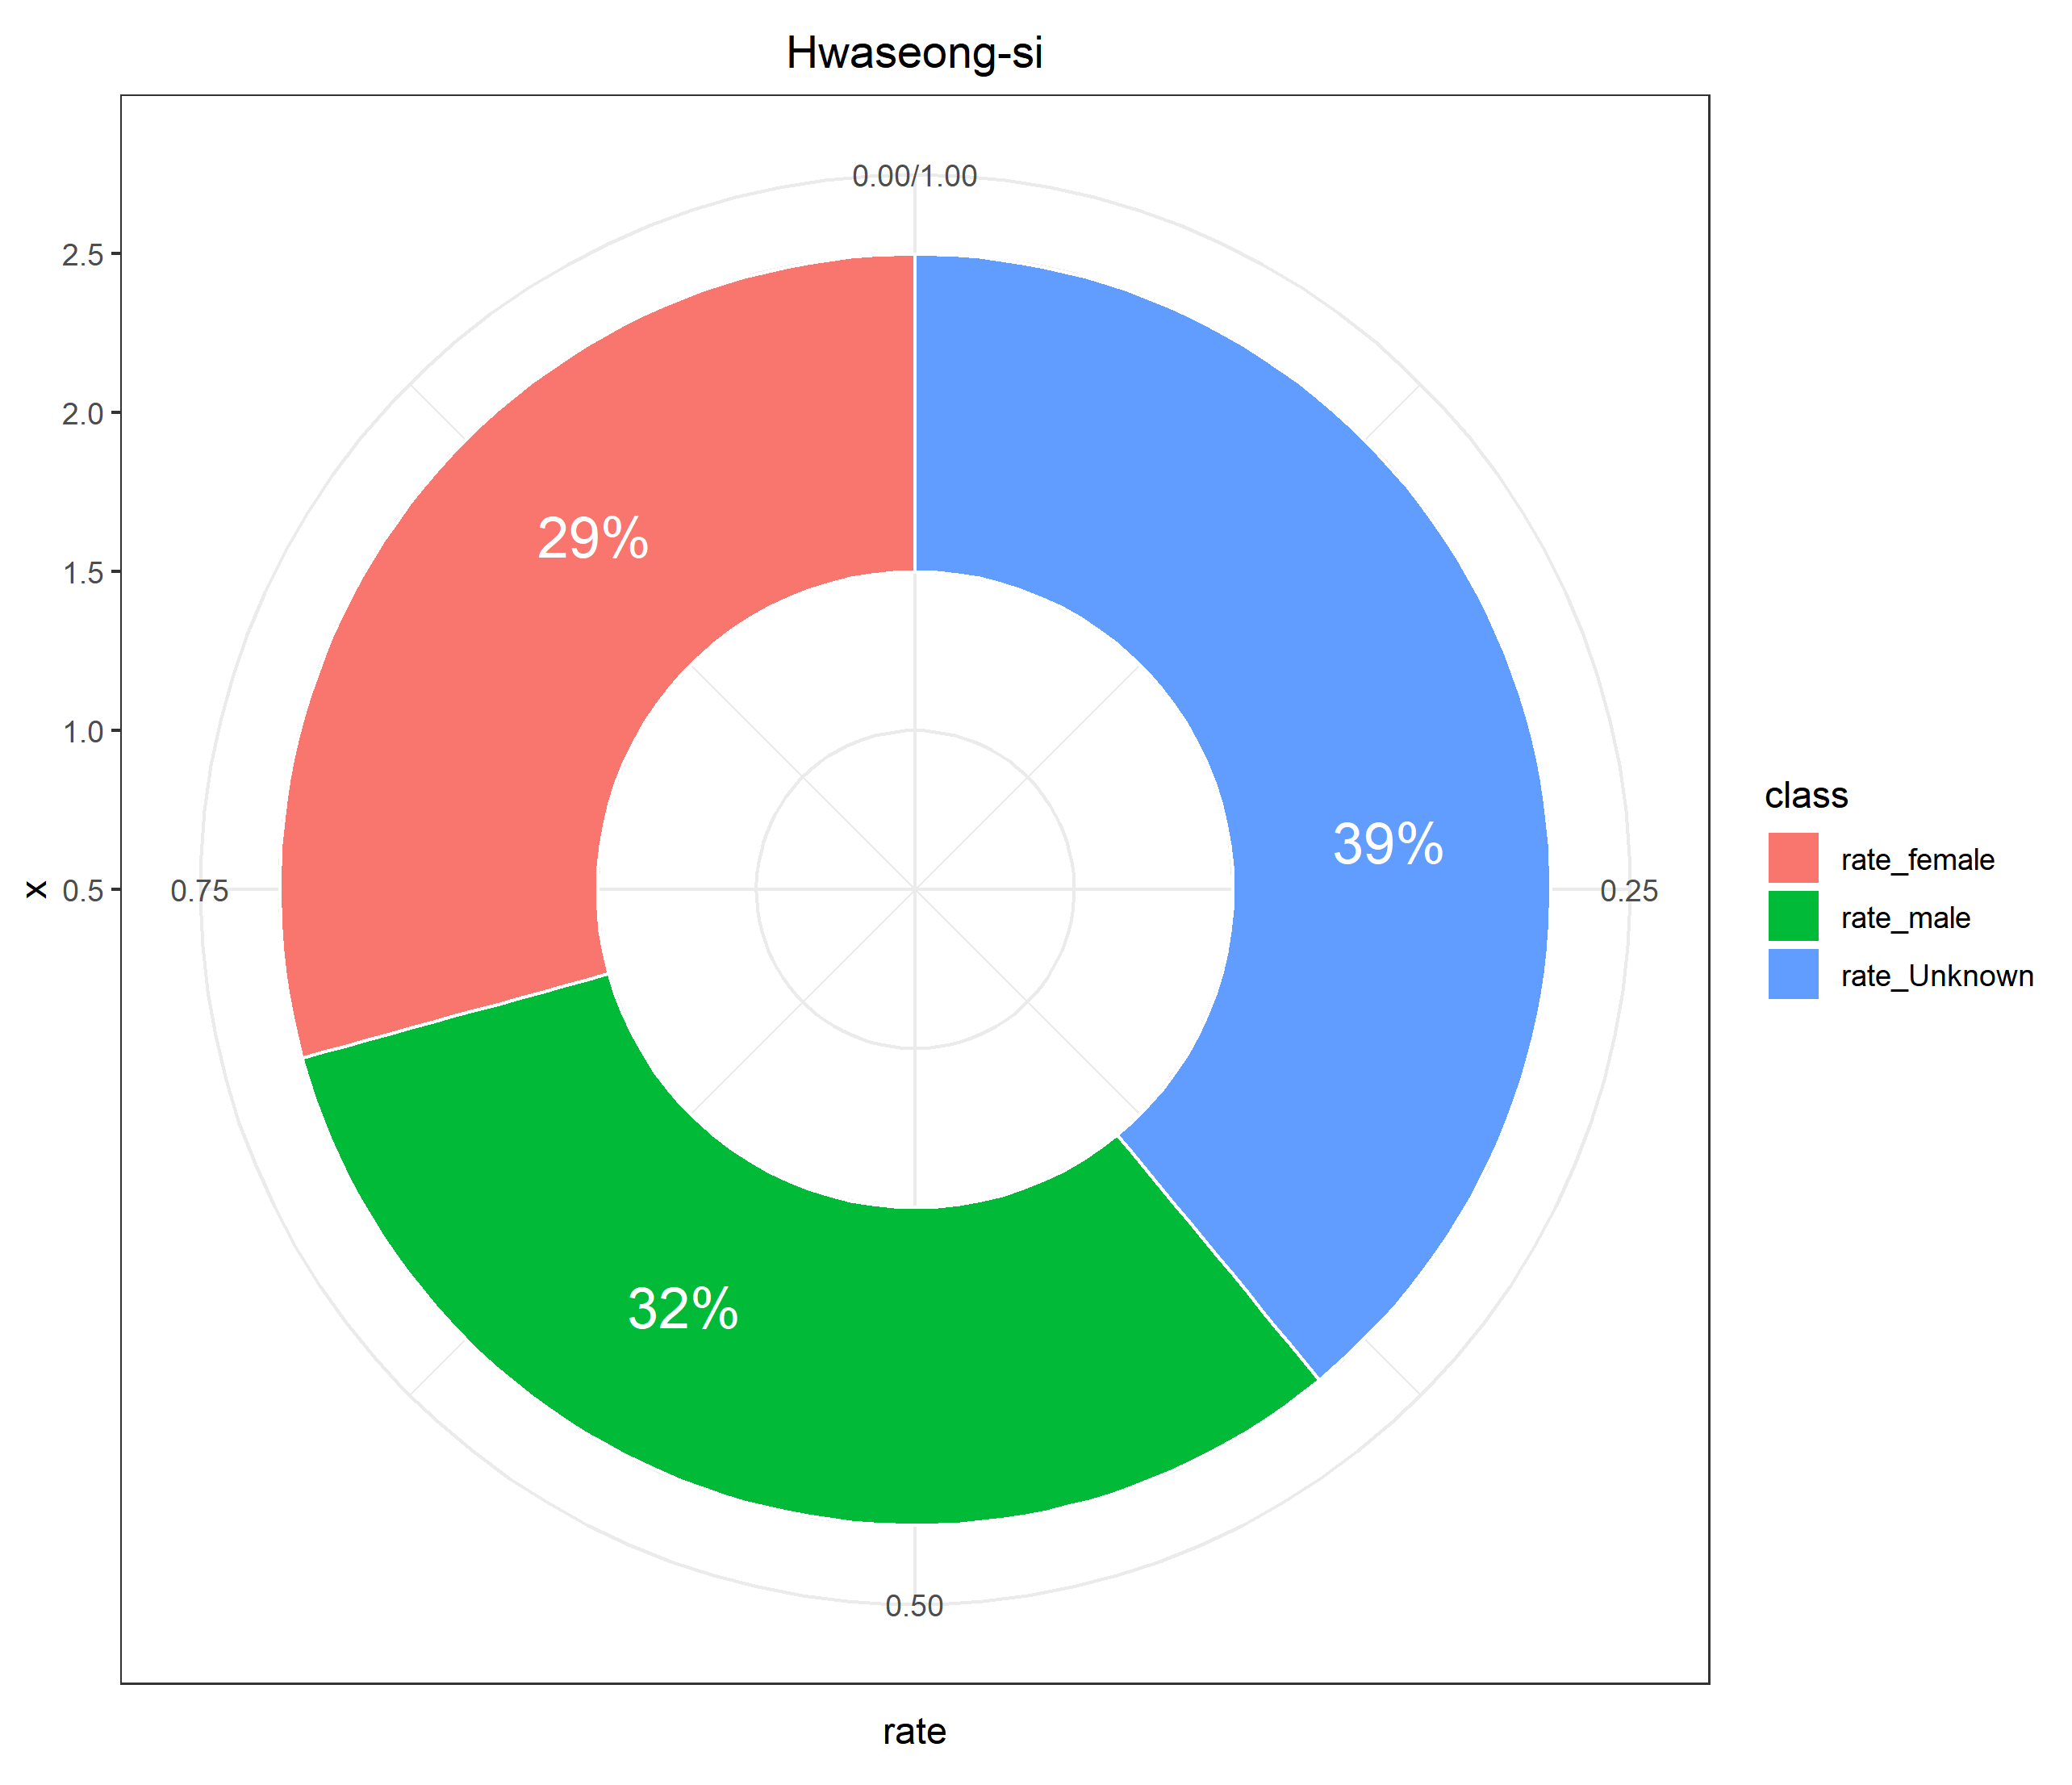 Hwaseong-si
0.00/1.00
2.5
2.0
1.5
1.0
x
0.5
0.75
0.25
0.50
29%
39%
32%
rate
class
rate_female
rate_male
rate_Unknown